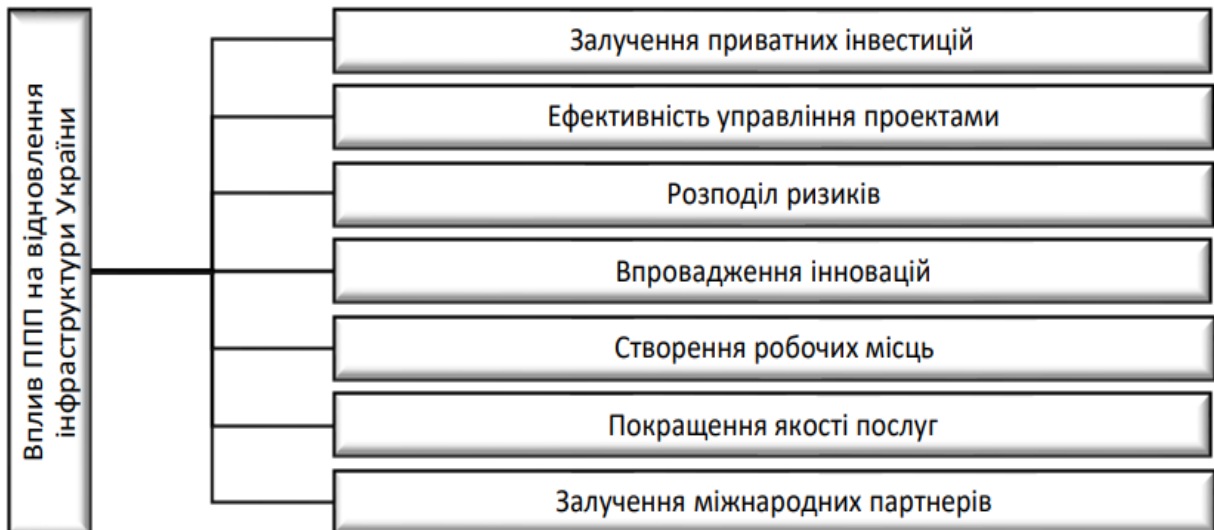 Вплив ППП на відновлення
інфраструктури України
Залучення приватних інвестицій
Ефективність управління проектами
Розподіл ризиків
Впровадження інновацій
Створення робочих місць
Покращення якості послуг
Залучення міжнародних партнерів